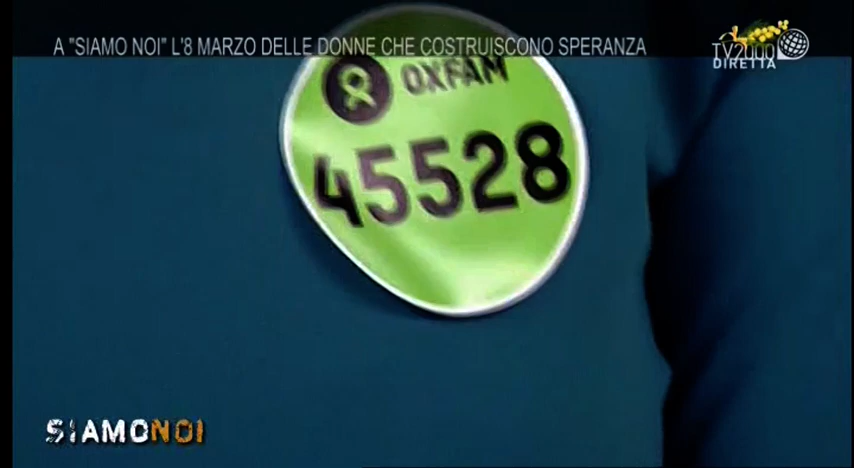 A "SIAMO NOI" L'8 MARZO DELLE DONNE CHE COSTRUISCONO SPERANZA
TV2000
DIRETTA
OXFAM
45528
SIAMONOI